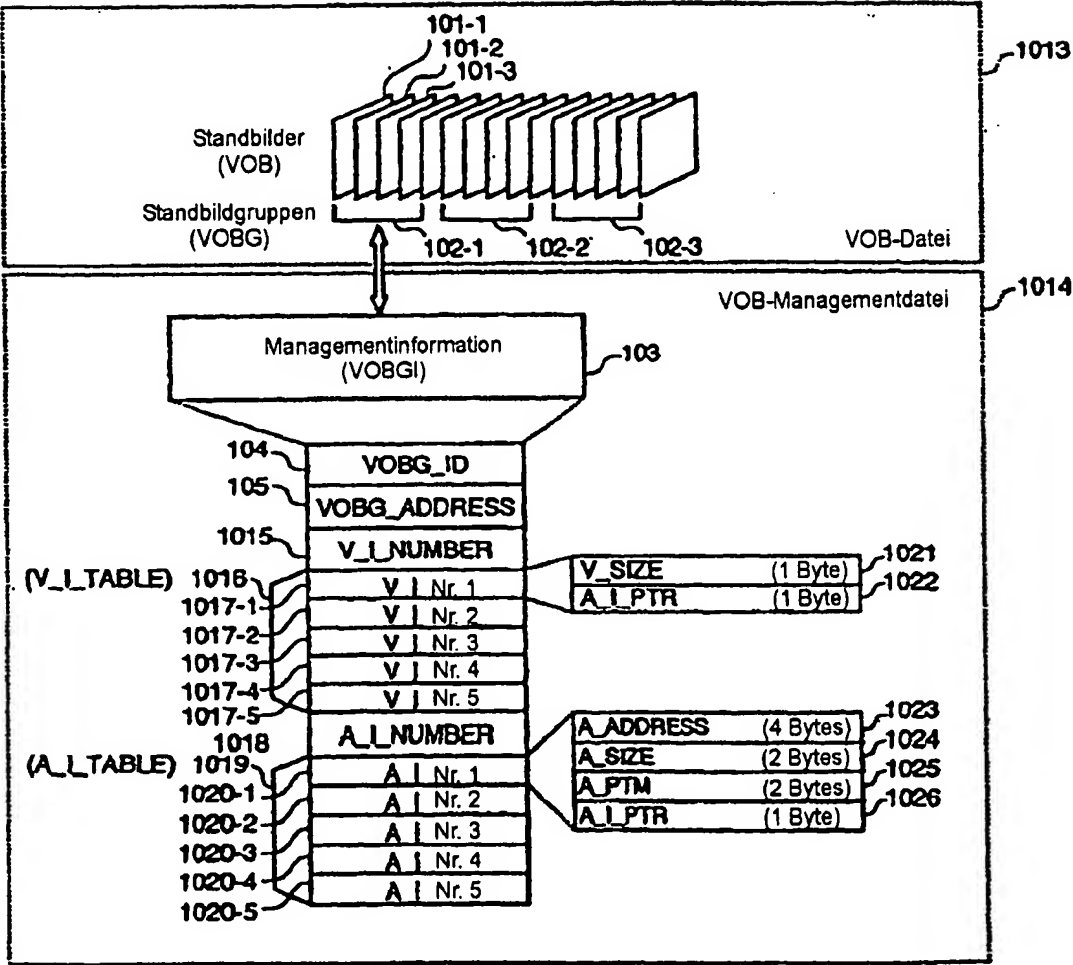 101-1
101-2
101-3
1013
Standbilder
(VOB)
Standbildgruppen
(VOBG)
102-1
102-2
102-3
VOB-Datei
1014
VOB-Managementdatei
Managementinformation
(VOBGI)
103
104
VOBG_ID
105
VOBG_ADDRESS
1015
V_I_NUMBER
(V_I_TABLE)
1016
1017-1
V_I Nr. 1
1017-2
V_I Nr. 2
1017-3
V_I Nr. 3
1017-4
V_I Nr. 4
1017-5
V_I Nr. 5
V_SIZE (1 Byte)
1021
A_I_PTR (1 Byte)
1022
1018
A_I_NUMBER
(A_I_TABLE)
1019
1020-1
A_I Nr. 1
1020-2
A_I Nr. 2
1020-3
A_I Nr. 3
1020-4
A_I Nr. 4
1020-5
A_I Nr. 5
A_ADDRESS (4 Bytes)
1023
A_SIZE (2 Bytes)
1024
A_PTM (2 Bytes)
1025
A_I_PTR (1 Byte)
1026